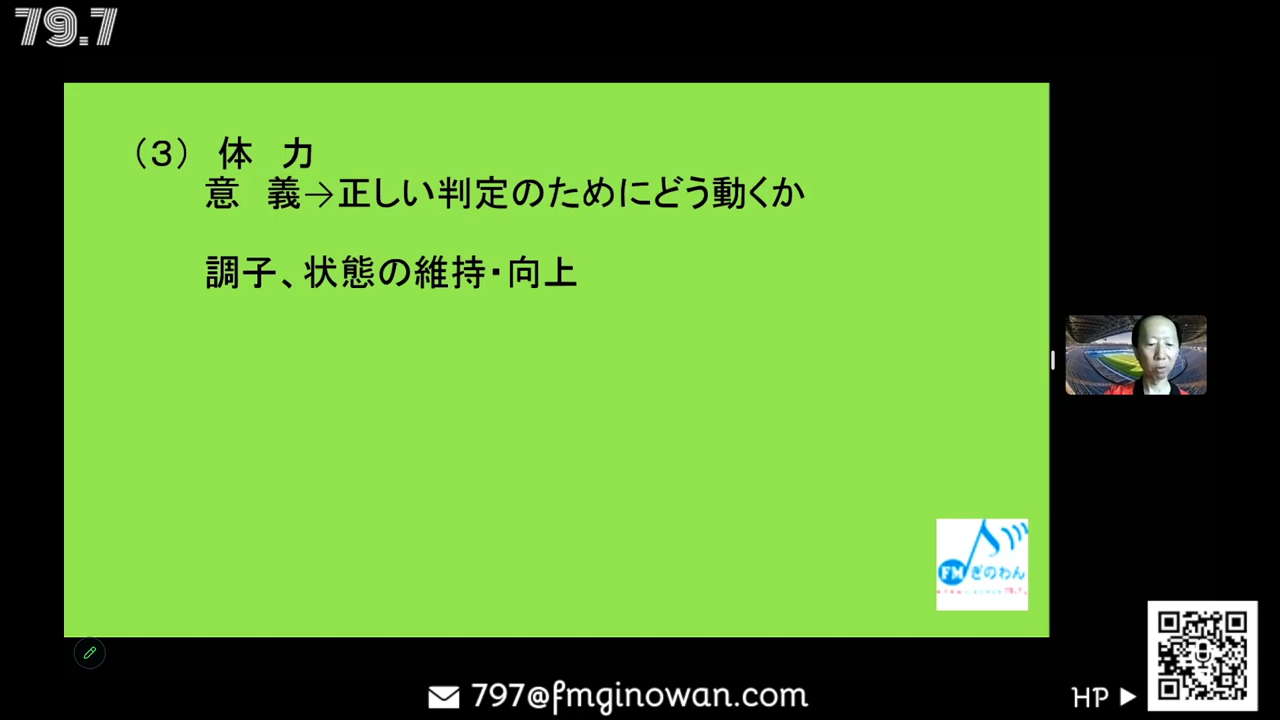 79.7
（３）　体　力
意　義→正しい判定のためにどう動くか
調子、状態の維持・向上
FMぎのわん
797@fmginowan.com
HP ▶